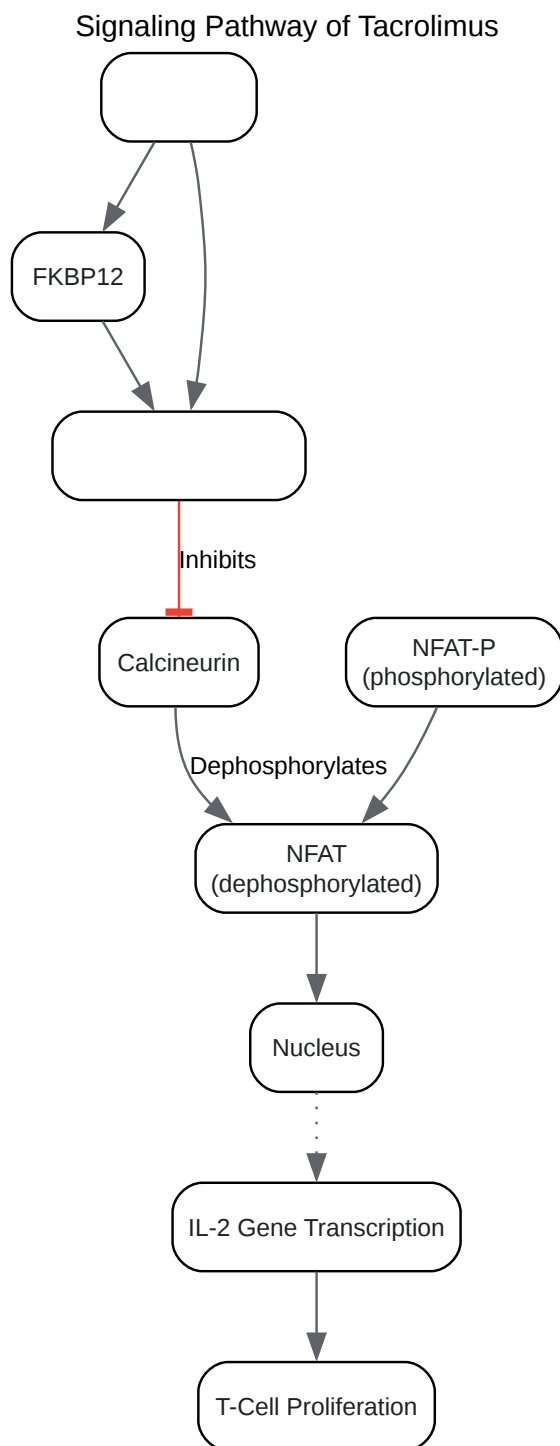 Signaling Pathway of Tacrolimus
FKBP12
Inhibits
Calcineurin
NFAT-P
(phosphorylated)
Dephosphorylates
NFAT
(dephosphorylated)
Nucleus
IL-2 Gene Transcription
T-Cell Proliferation